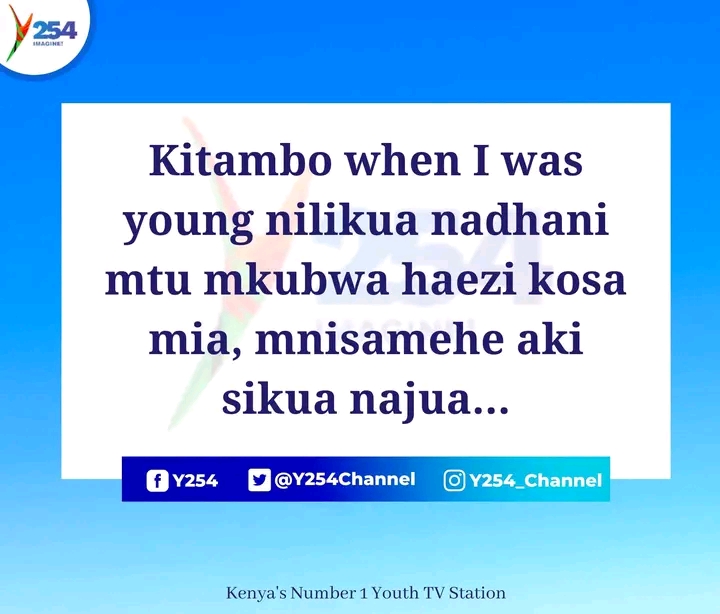 254
IMAGINE!
Kitambo when I was
young nilikua nadhani
mtu mkubwa haezi kosa
mia, mnisamehe aki
sikua najua...
Y254 @Y254Channel Y254_Channel
Kenya's Number 1 Youth TV Station